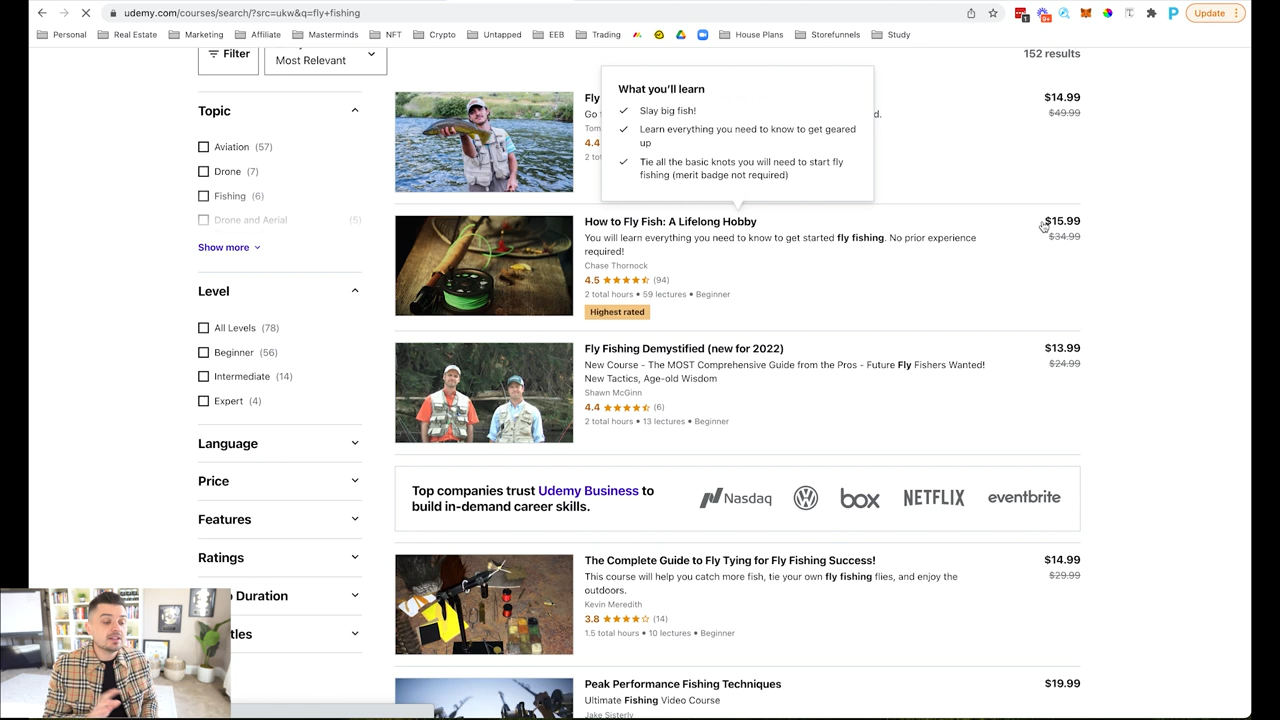 udemy.com/courses/search/?src=ukw&q=fly+fishing
1
9+
Update
Personal
Real Estate
Marketing
Affiliate
Masterminds
NFT
Crypto
Untapped
EEB
Trading
House Plans
Storefunnels
Study
Filter
Most Relevant
152 results
Topic
Aviation (57)
Drone (7)
Fishing (6)
Drone and Aerial (5)
Show more
Level
All Levels (78)
Beginner (56)
Intermediate (14)
Expert (4)
Language
Price
Features
Ratings
Duration
What you'll learn
Slay big fish!
Learn everything you need to know to get geared
up
Tie all the basic knots you will need to start fly
fishing (merit badge not required)
Fly
Go
d.
Tom
4.4
2 to
$14.99
$49.99
How to Fly Fish: A Lifelong Hobby
You will learn everything you need to know to get started fly fishing. No prior experience
required!
Chase Thornock
4.5 (94)
2 total hours • 59 lectures • Beginner
Highest rated
$15.99
$34.99
Fly Fishing Demystified (new for 2022)
New Course - The MOST Comprehensive Guide from the Pros - Future Fly Fishers Wanted!
New Tactics, Age-old Wisdom
Shawn McGinn
4.4 (6)
2 total hours • 13 lectures • Beginner
$13.99
$24.99
Top companies trust Udemy Business to
build in-demand career skills.
Nasdaq
box
NETFLIX
eventbrite
The Complete Guide to Fly Tying for Fly Fishing Success!
This course will help you catch more fish, tie your own fly fishing flies, and enjoy the
outdoors.
Kevin Meredith
3.8 (14)
1.5 total hours • 10 lectures • Beginner
$14.99
$29.99
Peak Performance Fishing Techniques
Ultimate Fishing Video Course
Jake Sisterly
$19.99